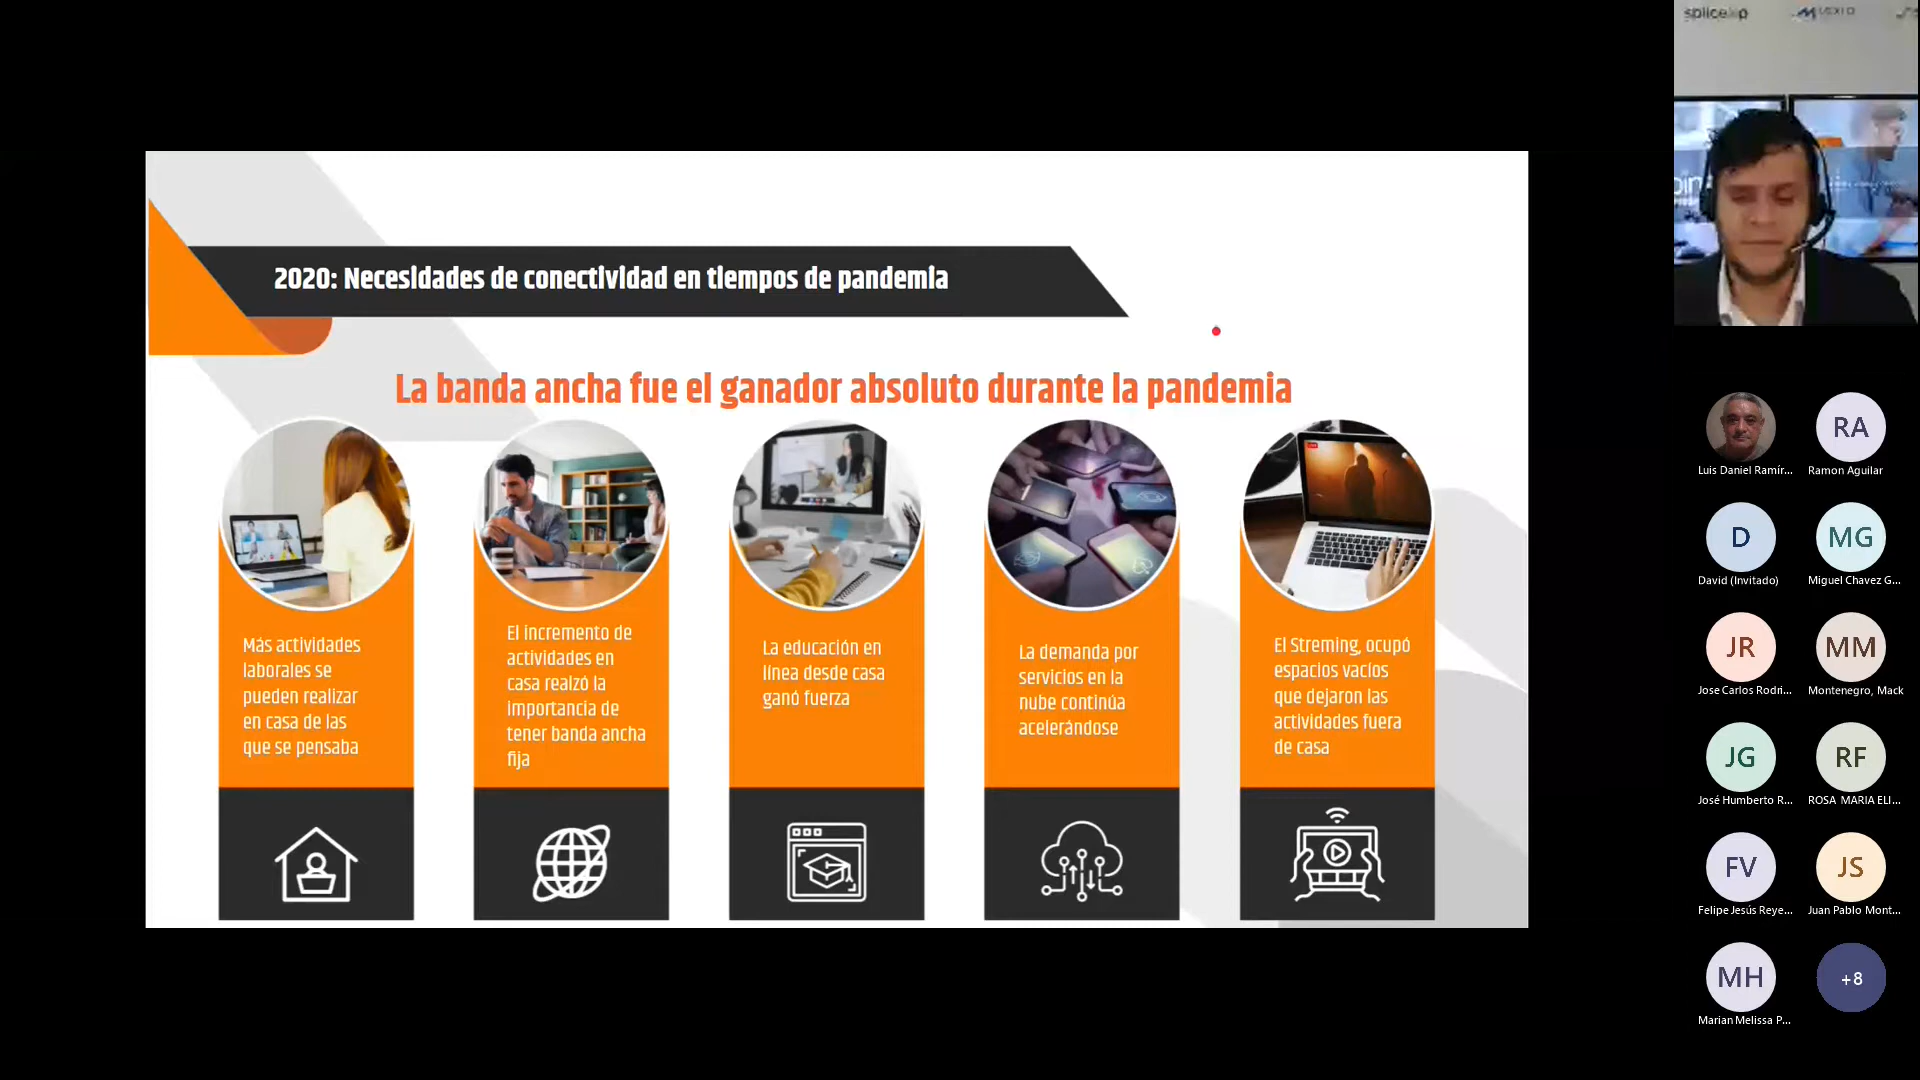 2020: Necesidades de conectividad en tiempos de pandemia
La banda ancha fue el ganador absoluto durante la pandemia
Más actividades
laborales se
pueden realizar
en casa de las
que se pensaba
El incremento de
actividades en
casa realzó la
importancia de
tener banda ancha
fija
La educación en
línea desde casa
ganó fuerza
La demanda por
servicios en la
nube continúa
acelerándose
El Streming, ocupó
espacios vacíos
que dejaron las
actividades fuera
de casa
Luis Daniel Ramír...
RA
Ramon Aguilar
D
David (Invitado)
MG
Miguel Chavez G...
JR
Jose Carlos Rodri...
MM
Montenegro, Mack
JG
José Humberto R...
RF
ROSA MARIA ELI...
FV
Felipe Jesús Reye...
JS
Juan Pablo Mont...
MH
Marian Melissa P...
+8